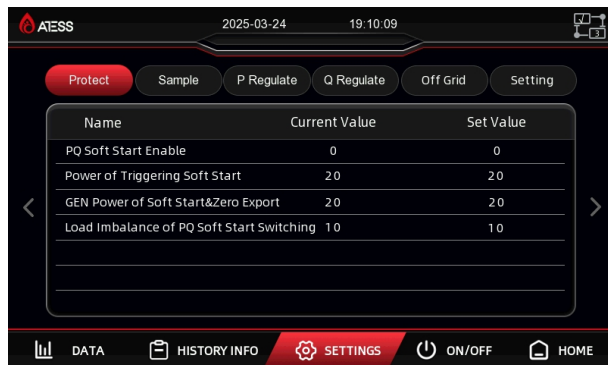 ATESS 2025-03-24 19:10:09
3
Protect Sample P Regulate Q Regulate Off Grid Setting
Name Current Value Set Value
PQ Soft Start Enable 0 0
Power of Triggering Soft Start 20 20
GEN Power of Soft Start&Zero Export 20 20
Load Imbalance of PQ Soft Start Switching 10 10
DATA HISTORY INFO SETTINGS ON/OFF HOME